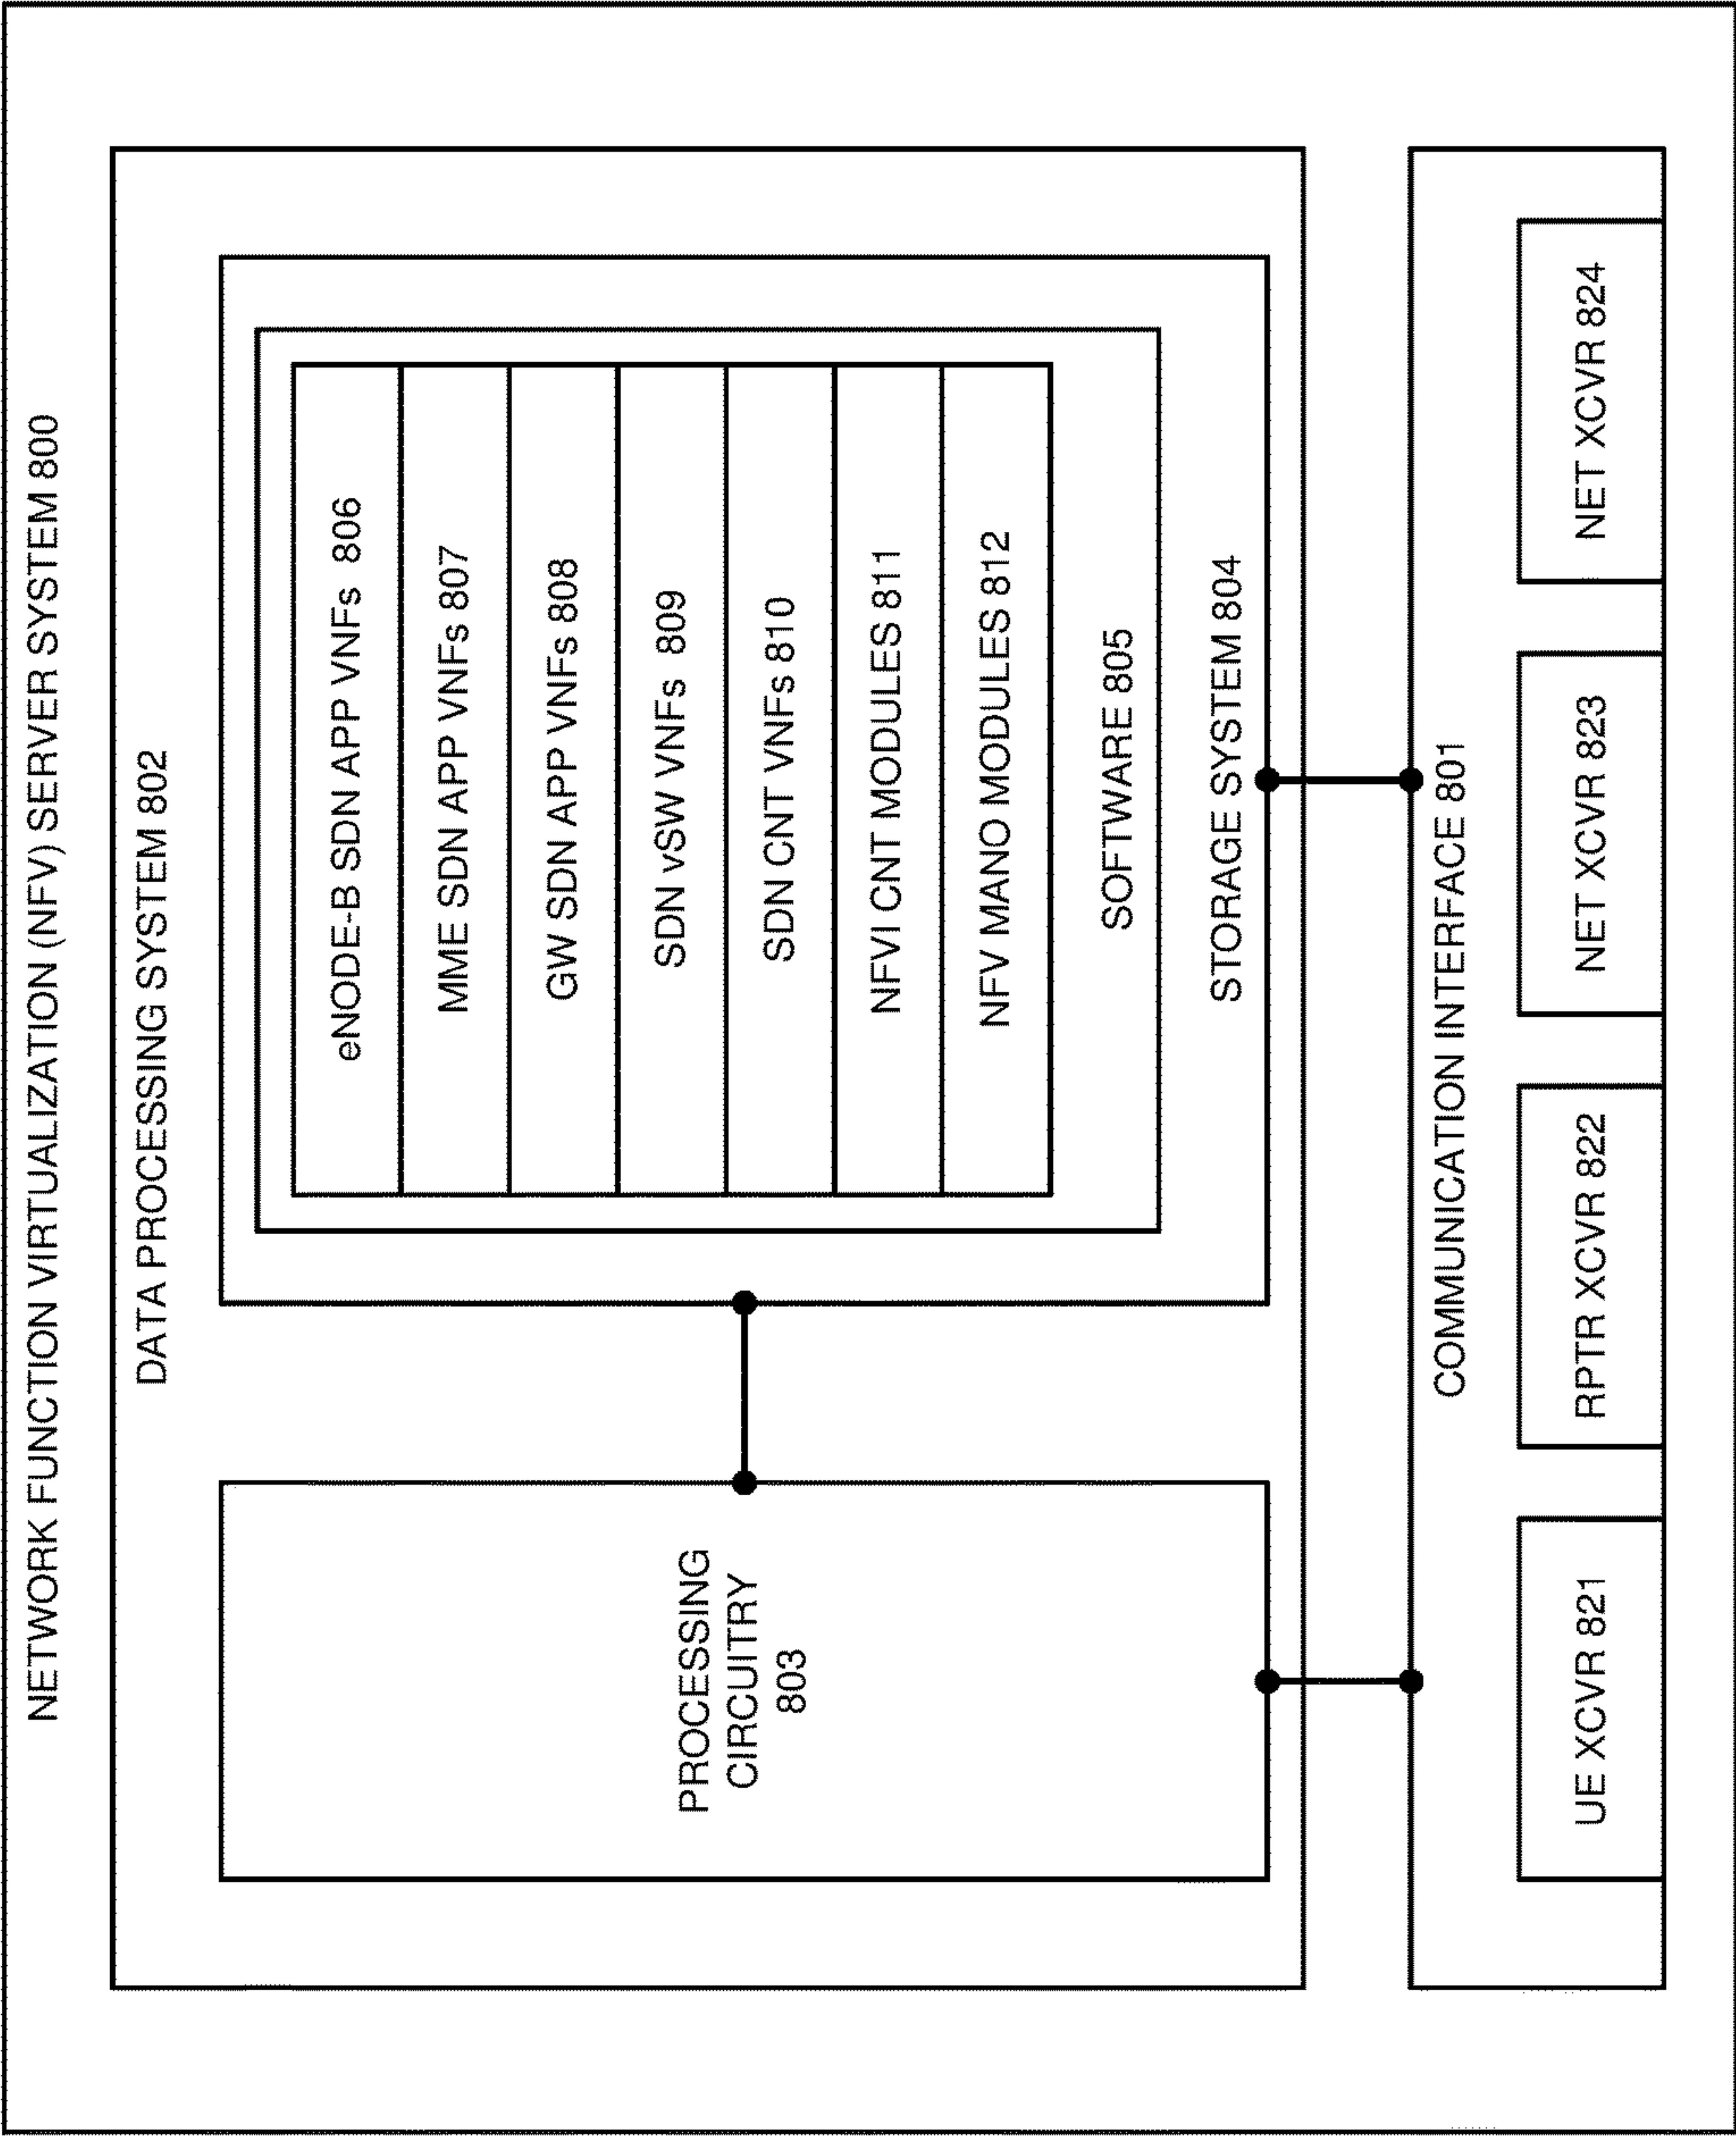 NETWORK FUNCTION VIRTUALIZATION (NFV) SERVER SYSTEM 800
DATA PROCESSING SYSTEM 802
PROCESSING
CIRCUITRY
803
eNODE-B SDN APP VNFs 806
MME SDN APP VNFs 807
GW SDN APP VNFs 808
SDN vSW VNFs 809
SDN CNT VNFs 810
NFVI CNT MODULES 811
NFV MANO MODULES 812
SOFTWARE 805
STORAGE SYSTEM 804
COMMUNICATION INTERFACE 801
UE XCVR 821
RPTR XCVR 822
NET XCVR 823
NET XCVR 824